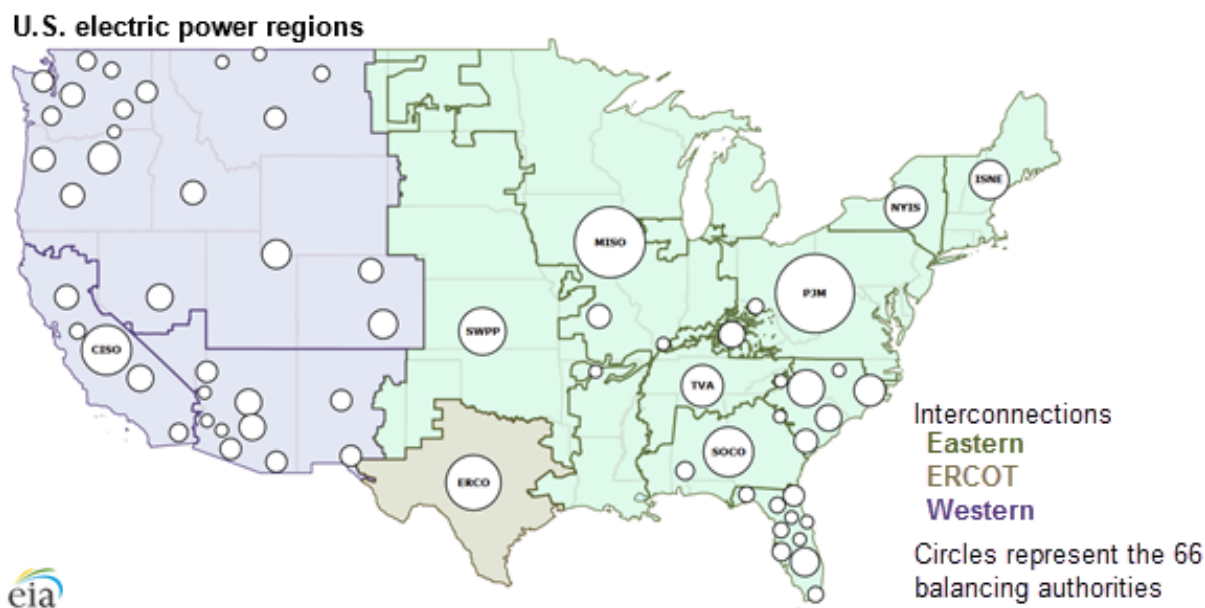 U.S. electric power regions
ISNE
NYIS
MISO
PJM
SWPP
CISO
TVA
SOCO
ERCO
Interconnections
Eastern
ERCOT
Western
Circles represent the 66
balancing authorities
eia